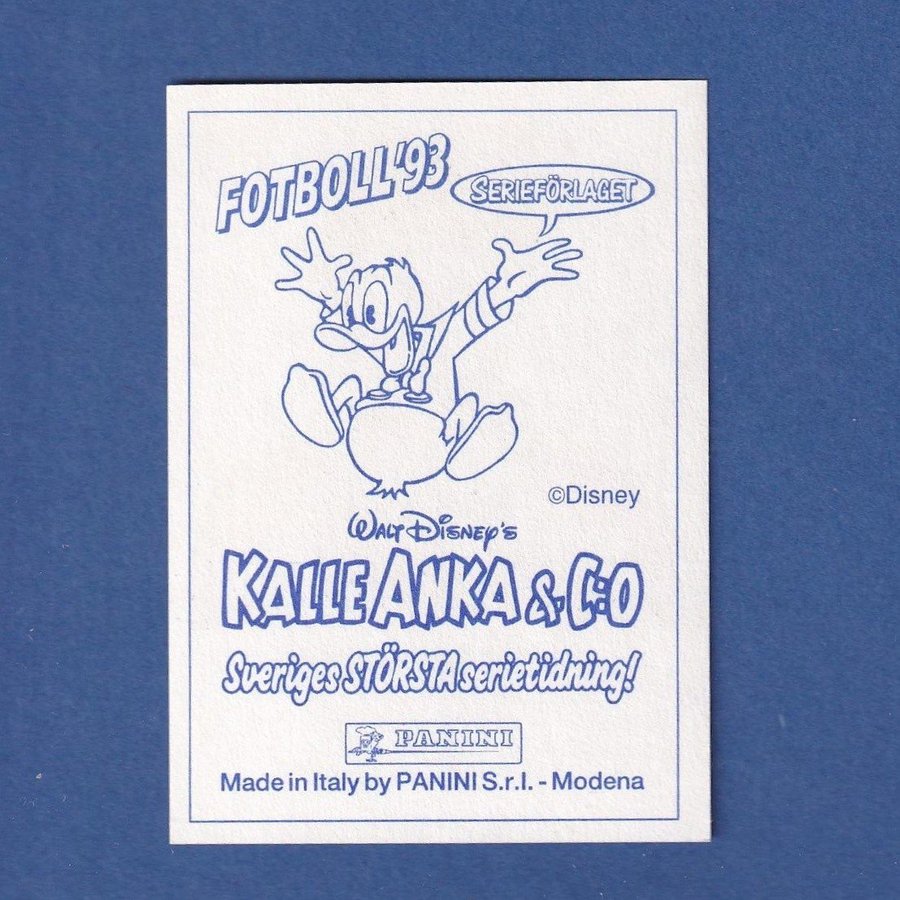 FOTBOLL'93
SERIEFÖRLAGET
©Disney
WALT DISNEY'S
KALLE ANKA & C:O
Sveriges STÖRSTA serietidning!
PANINI
Made in Italy by PANINI S.r.l. - Modena